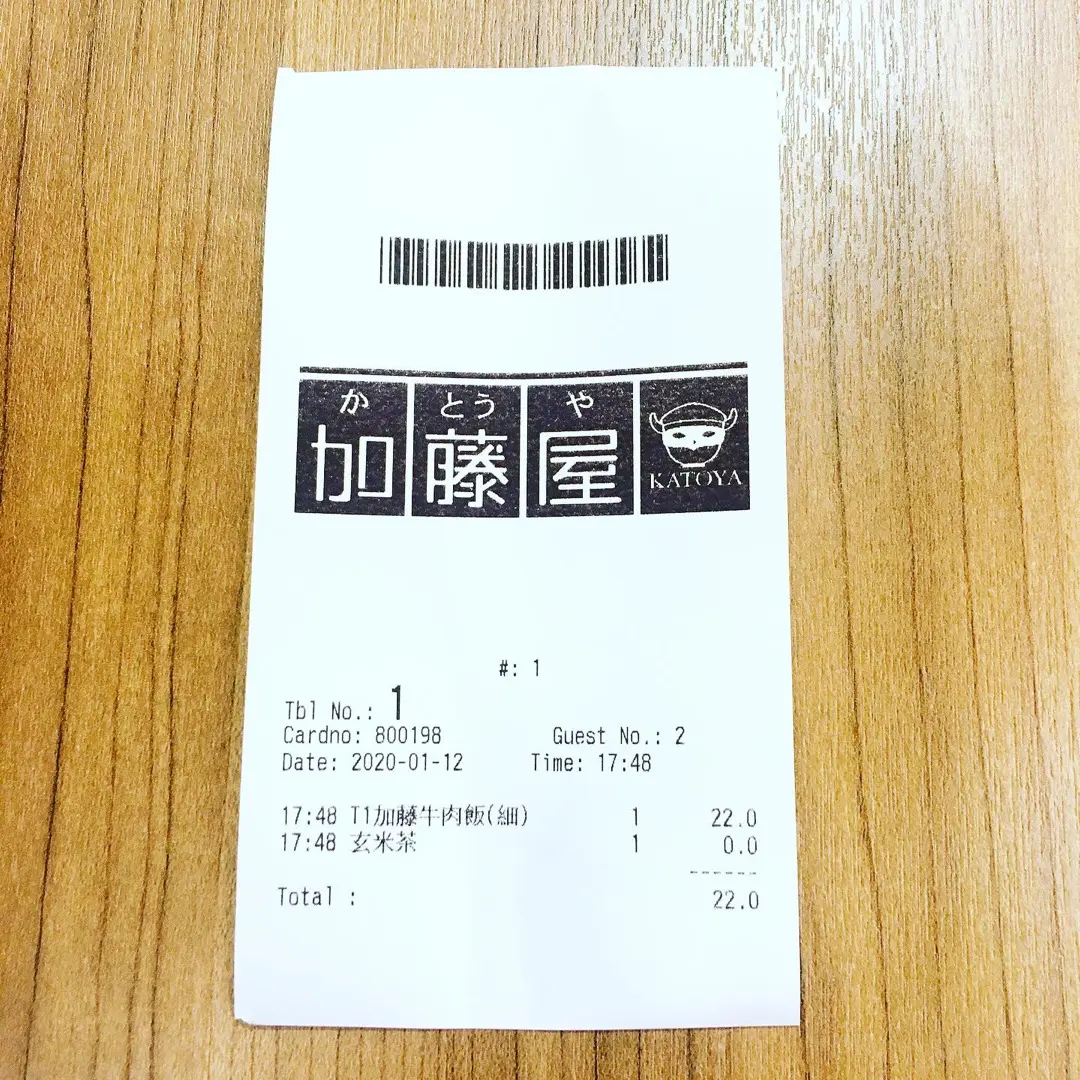 か とう や
加藤屋
KATOYA
#: 1
Tbl No.: 1
Cardno: 800198 Guest No.: 2
Date: 2020-01-12 Time: 17:48
17:48 T1加藤牛肉飯(細) 1 22.0
17:48 玄米茶 1 0.0
------
Total : 22.0